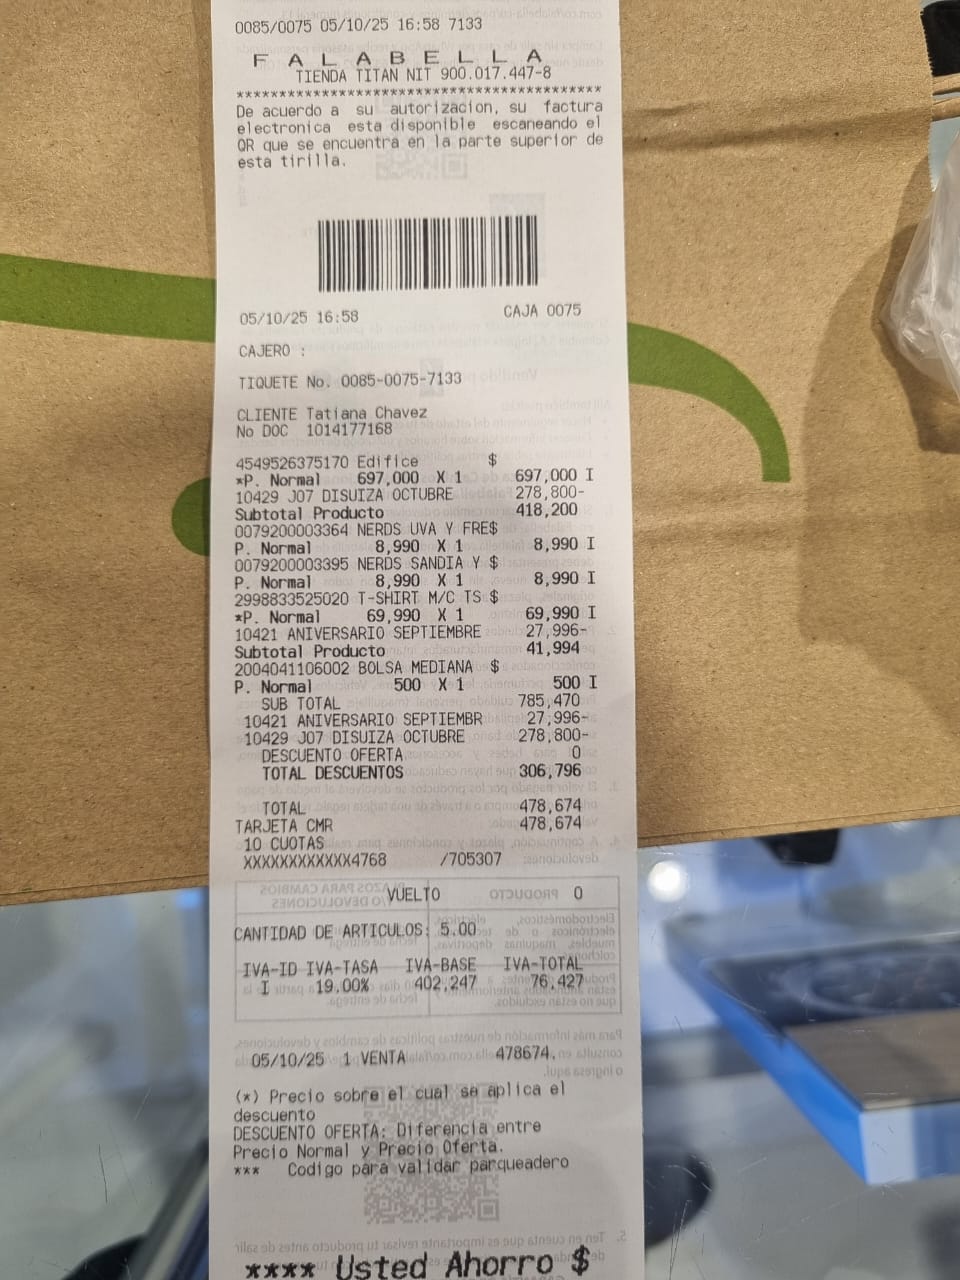 0085/0075 05/10/25 16:58 7133
F A L A B E L L A
TIENDA TITAN NIT 900.017.447-8
******************************************
De acuerdo a su autorizacion, su factura
electronica esta disponible escaneando el
QR que se encuentra en la parte superior de
esta tirilla.
05/10/25 16:58 CAJA 0075
CAJERO :
TIQUETE No. 0085-0075-7133
CLIENTE Tatiana Chavez
No DOC 1014177168
4549526375170 Edifice $
*P. Normal 697,000 X 1 697,000 I
10429 J07 DISUIZA OCTUBRE 278,800-
Subtotal Producto 418,200
0079200003364 NERDS UVA Y FRE$
P. Normal 8,990 X 1 8,990 I
0079200003395 NERDS SANDIA Y $
P. Normal 8,990 X 1 8,990 I
2998833525020 T-SHIRT M/C TS $
*P. Normal 69,990 X 1 69,990 I
10421 ANIVERSARIO SEPTIEMBRE 27,996-
Subtotal Producto 41,994
2004041106002 BOLSA MEDIANA $
P. Normal 500 X 1 500 I
SUB TOTAL 785,470
10421 ANIVERSARIO SEPTIEMBR 27,996-
10429 J07 DISUIZA OCTUBRE 278,800-
DESCUENTO OFERTA 0
TOTAL DESCUENTOS 306,796
TOTAL 478,674
TARJETA CMR 478,674
10 CUOTAS
XXXXXXXXXXXX4768 /705307
VUELTO 0
CANTIDAD DE ARTICULOS: 5.00
IVA-ID IVA-TASA IVA-BASE IVA-TOTAL
I 19.00% 402,247 76,427
05/10/25 1 VENTA 478674.
(*) Precio sobre el cual se aplica el
descuento
DESCUENTO OFERTA: Diferencia entre
Precio Normal y Precio Oferta.
*** Codigo para validar parqueadero
**** Usted Ahorro $